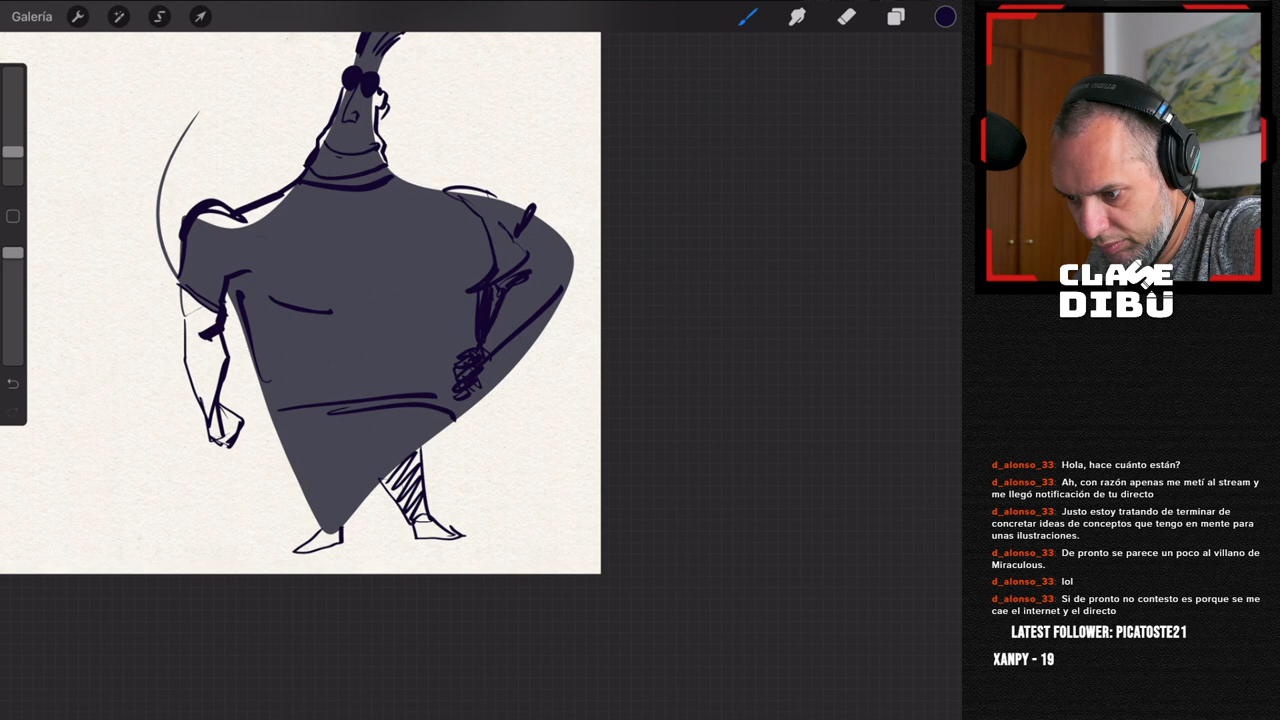 Galería
CLASE
DIBU
d_alonso_33: Hola, hace cuánto están?
d_alonso_33: Ah, con razón apenas me metí al stream y
me llegó notificación de tu directo
d_alonso_33: Justo estoy tratando de terminar de
concretar ideas de conceptos que tengo en mente para
unas ilustraciones.
d_alonso_33: De pronto se parece un poco al villano de
Miraculous.
d_alonso_33: lol
d_alonso_33: Si de pronto no contesto es porque se me
cae el internet y el directo
LATEST FOLLOWER: PICATOSTE21
XANPY - 19